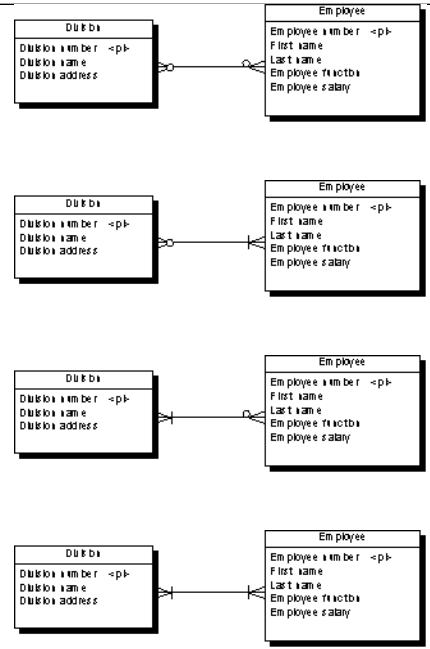 Division
Division number <pi>
Division name
Division address
Employee
Employee number <pi>
First name
Last name
Employee function
Employee salary
Division
Division number <pi>
Division name
Division address
Employee
Employee number <pi>
First name
Last name
Employee function
Employee salary
Division
Division number <pi>
Division name
Division address
Employee
Employee number <pi>
First name
Last name
Employee function
Employee salary
Division
Division number <pi>
Division name
Division address
Employee
Employee number <pi>
First name
Last name
Employee function
Employee salary